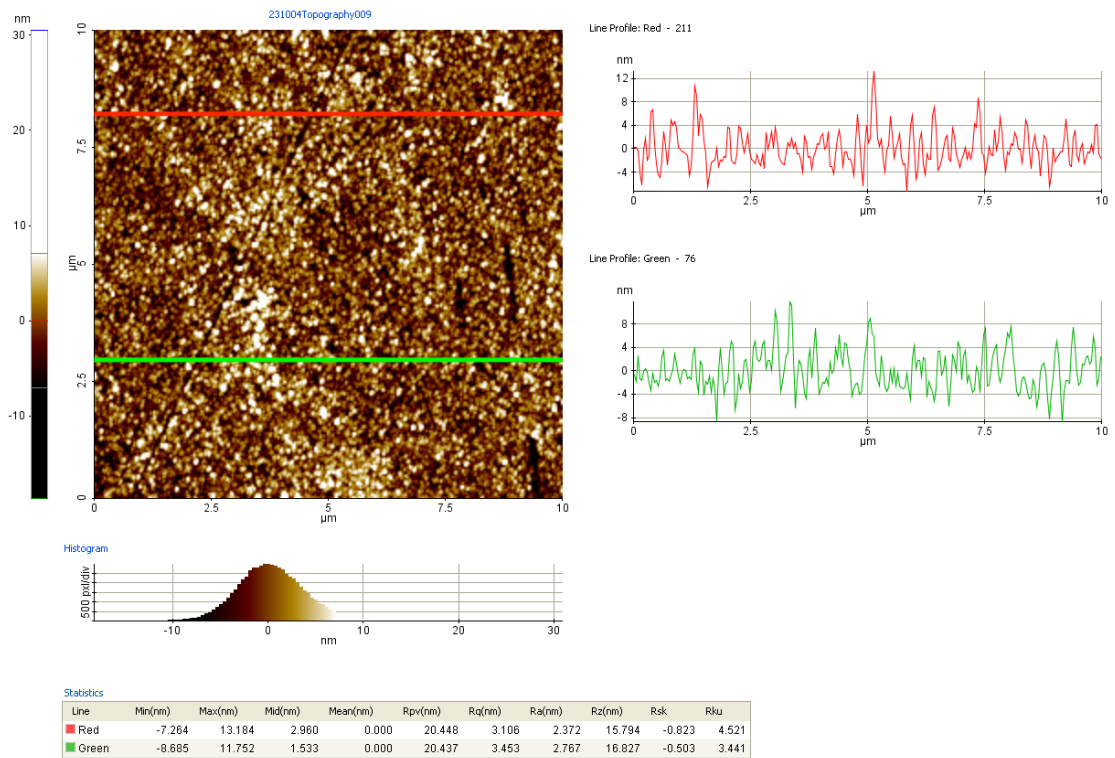 231004Topography009
nm
30
20
10
0
-10
10
7.5
5
2.5
0
µm
0 2.5 5 7.5 10
µm
Line Profile: Red - 211
nm
12
8
4
0
-4
0 2.5 5 7.5 10
µm
Line Profile: Green - 76
nm
8
4
0
-4
-8
0 2.5 5 7.5 10
µm
Histogram
500 pxl/div
-10 0 10 20 30
nm
Statistics
Line Min(nm) Max(nm) Mid(nm) Mean(nm) Rpv(nm) Rq(nm) Ra(nm) Rz(nm) Rsk Rku
Red -7.264 13.184 2.960 0.000 20.448 3.106 2.372 15.794 -0.823 4.521
Green -8.685 11.752 1.533 0.000 20.437 3.453 2.767 16.827 -0.503 3.441